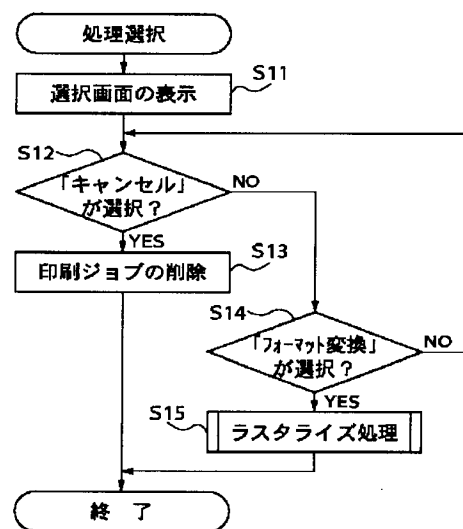 処理選択
S11
選択画面の表示
S12
「キャンセル」
が選択？
NO
YES
S13
印刷ジョブの削除
S14
「フォーマット変換」
が選択？
NO
YES
S15
ラスタライズ処理
終 了